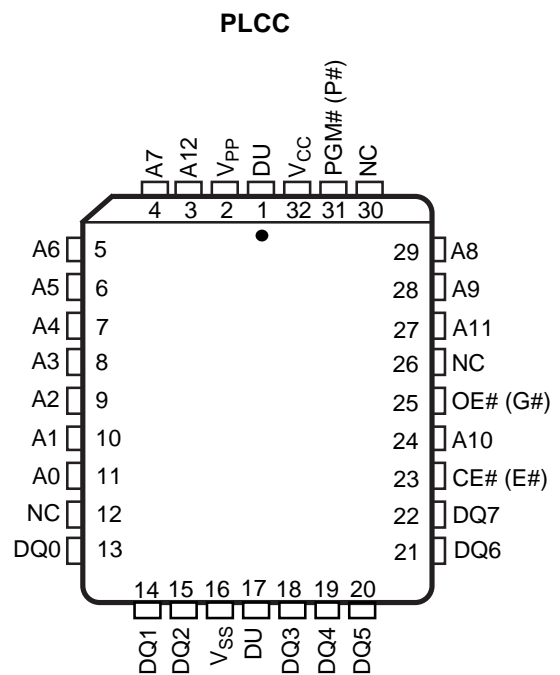 PLCC
A7 A12 VPP DU VCC PGM# (P#) NC
4 3 2 1 32 31 30
A6 5 29 A8
A5 6 28 A9
A4 7 27 A11
A3 8 26 NC
A2 9 25 OE# (G#)
A1 10 24 A10
A0 11 23 CE# (E#)
NC 12 22 DQ7
DQ0 13 21 DQ6
14 15 16 17 18 19 20
DQ1 DQ2 VSS DU DQ3 DQ4 DQ5